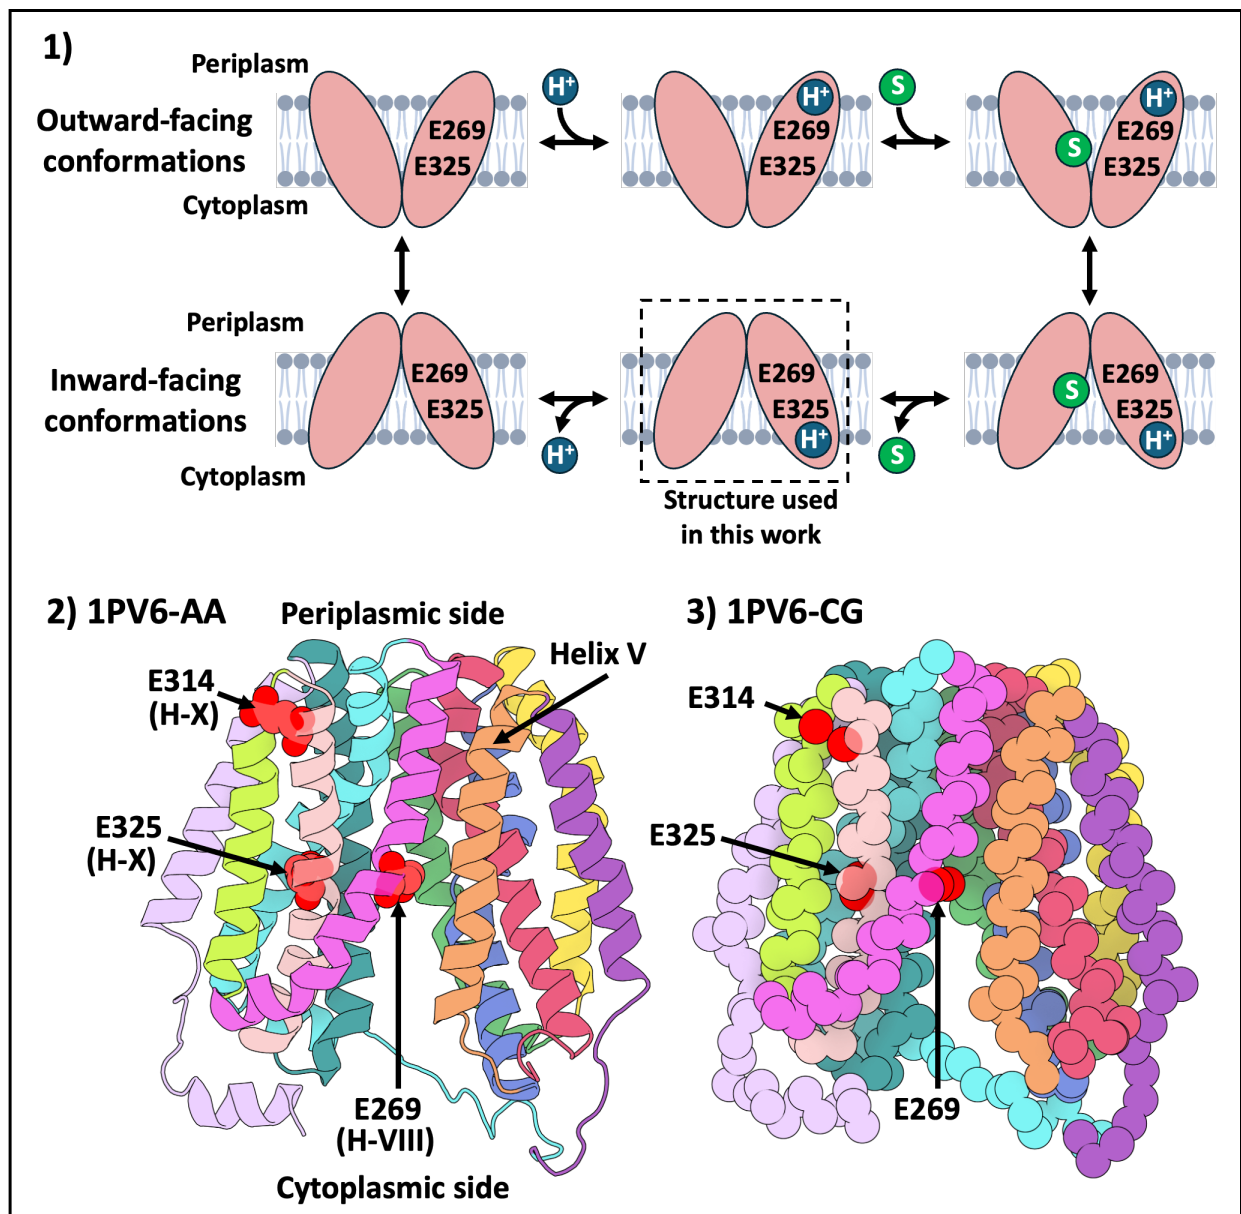 1)
Periplasm
Outward-facing
conformations
Cytoplasm
E269
E325
H+
H+
E269
E325
S
H+
E269
S
E325
Periplasm
Inward-facing
conformations
Cytoplasm
E269
E325
H+
E269
E325
H+
S
E269
S
E325
H+
Structure used
in this work
2) 1PV6-AA
Periplasmic side
Helix V
E314
(H-X)
E325
(H-X)
E269
(H-VIII)
Cytoplasmic side
3) 1PV6-CG
E314
E325
E269